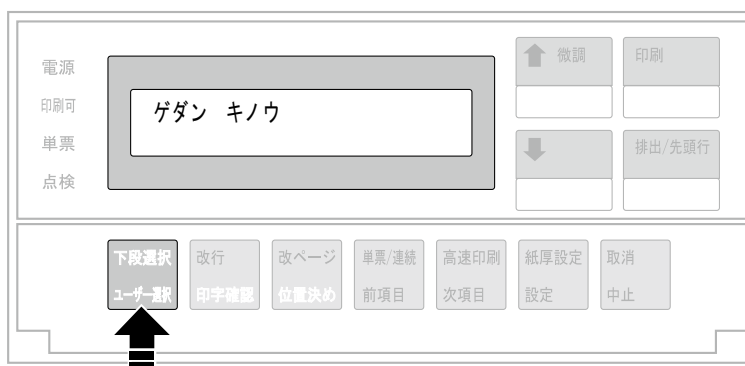 電源
印刷可
単票
点検
ゲダン キノウ
微調
印刷
排出/先頭行
下段選択
ユーザー選択
改行
印字確認
改ページ
位置決め
単票/連続
前項目
高速印刷
次項目
紙厚設定
設定
取消
中止